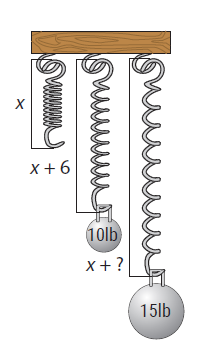 x
x + 6
10lb
x + ?
15lb